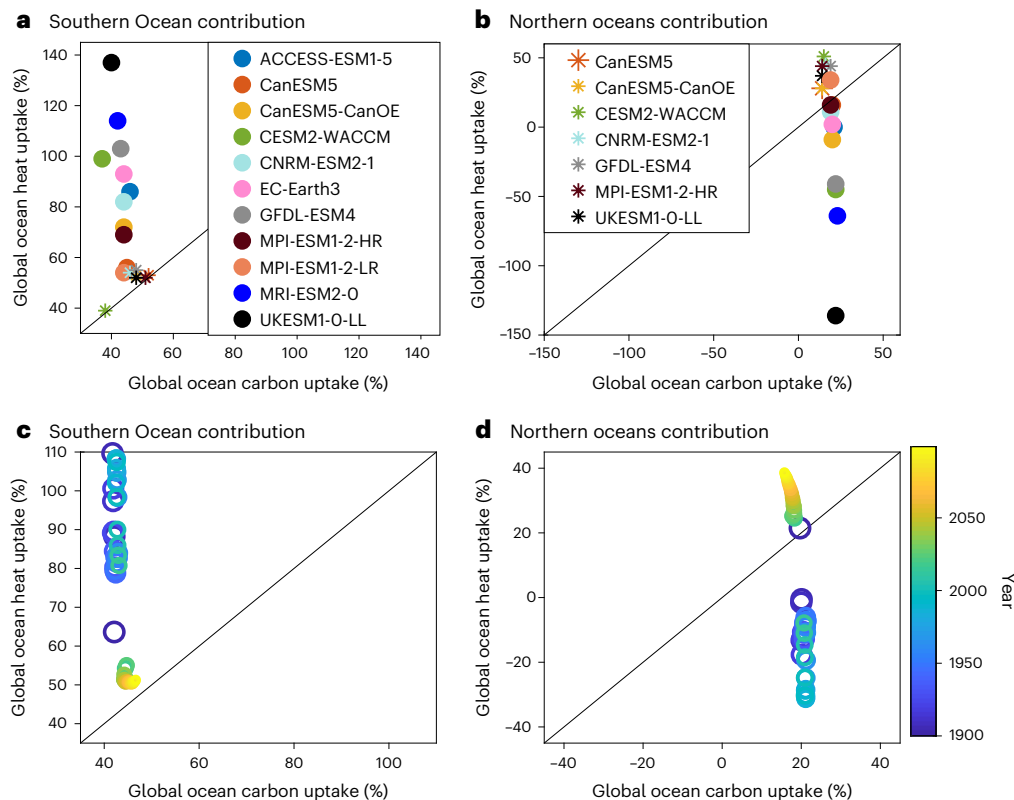 a Southern Ocean contribution
Global ocean heat uptake (%)
140
120
100
80
60
40
40
60
80
100
120
140
Global ocean carbon uptake (%)
ACCESS-ESM1-5
CanESM5
CanESM5-CanOE
CESM2-WACCM
CNRM-ESM2-1
EC-Earth3
GFDL-ESM4
MPI-ESM1-2-HR
MPI-ESM1-2-LR
MRI-ESM2-0
UKESM1-0-LL
b Northern oceans contribution
Global ocean heat uptake (%)
50
0
−50
−100
−150
−150
−100
−50
0
50
Global ocean carbon uptake (%)
CanESM5
CanESM5-CanOE
CESM2-WACCM
CNRM-ESM2-1
GFDL-ESM4
MPI-ESM1-2-HR
UKESM1-0-LL
c Southern Ocean contribution
Global ocean heat uptake (%)
110
100
90
80
70
60
50
40
40
60
80
100
Global ocean carbon uptake (%)
d Northern oceans contribution
Global ocean heat uptake (%)
40
20
0
−20
−40
−40
−20
0
20
40
Global ocean carbon uptake (%)
2050
2000
1950
1900
Year